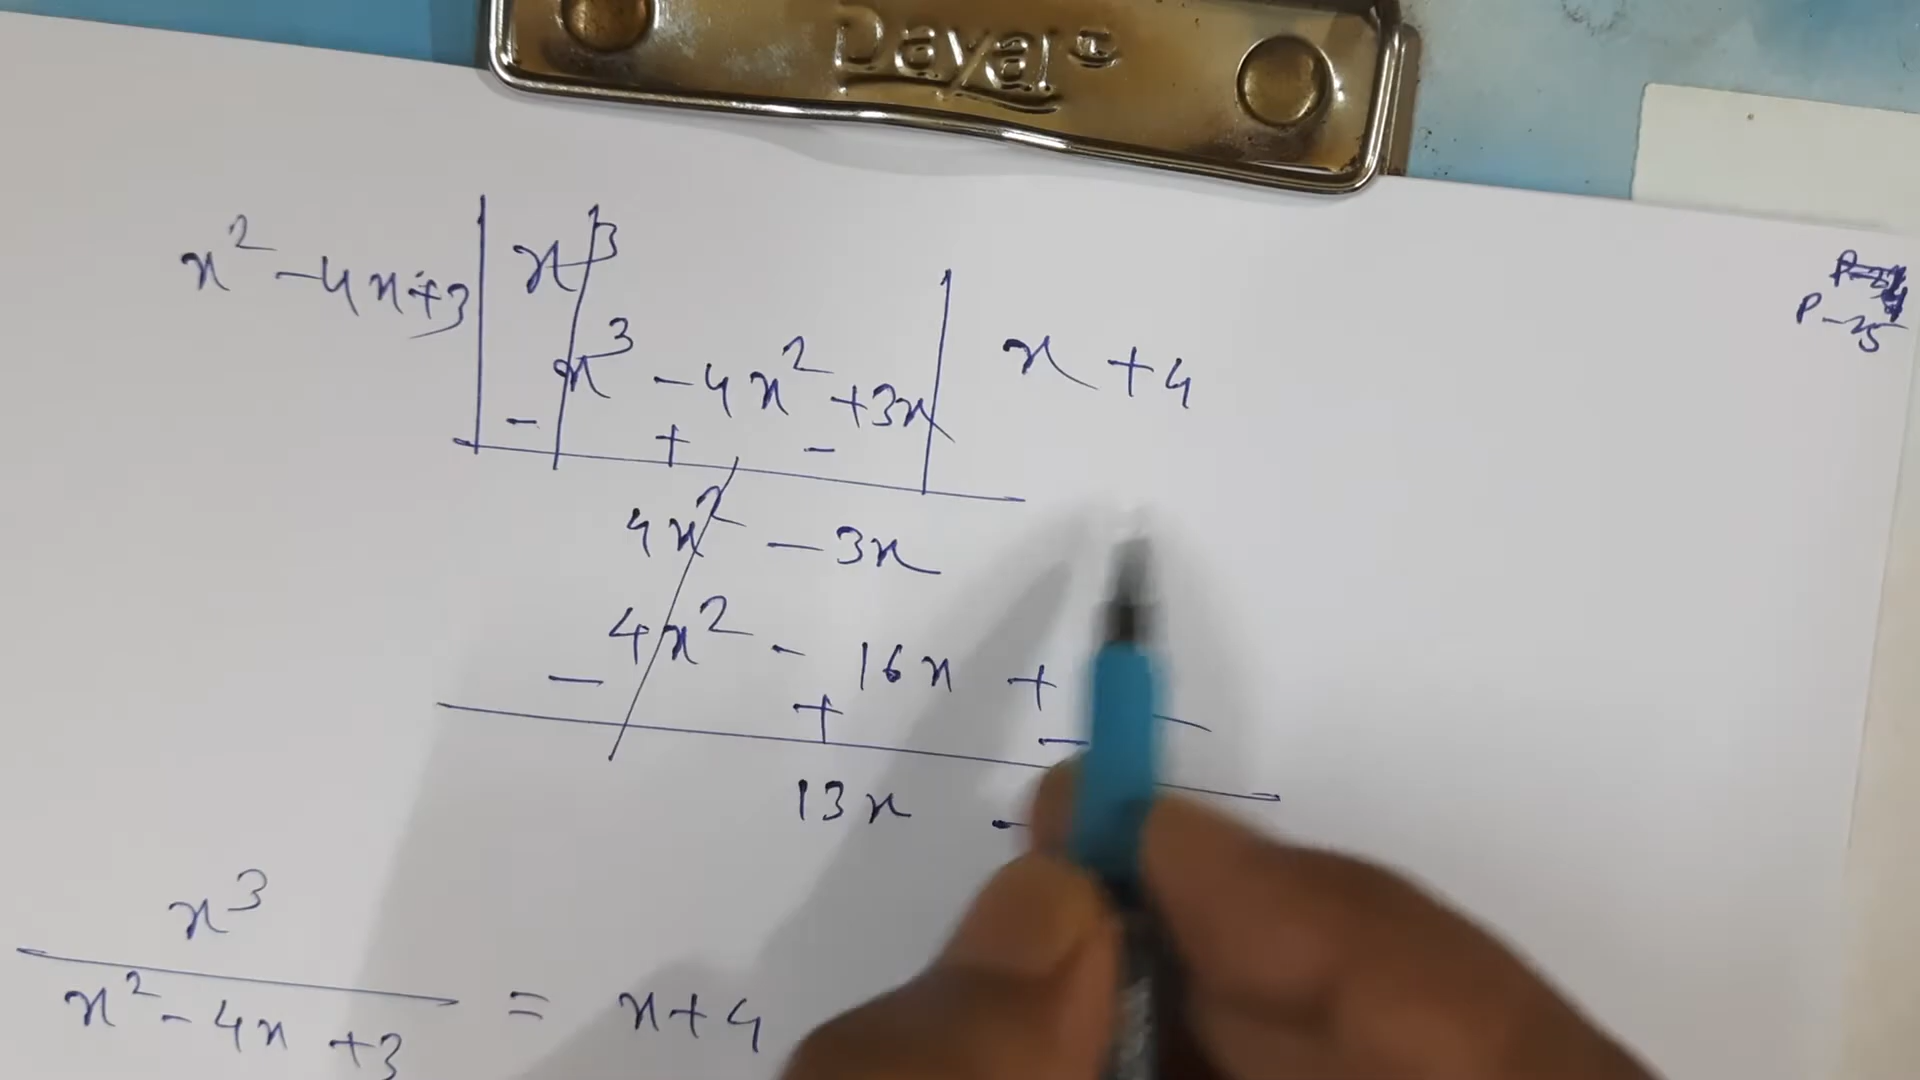 Dayal
P-25
x² - 4x + 3 | x³
x³ - 4x² + 3x | x + 4
- + -
4x² - 3x
4x² - 16x +
- + -
13x -
x³
x² - 4x + 3 = x + 4